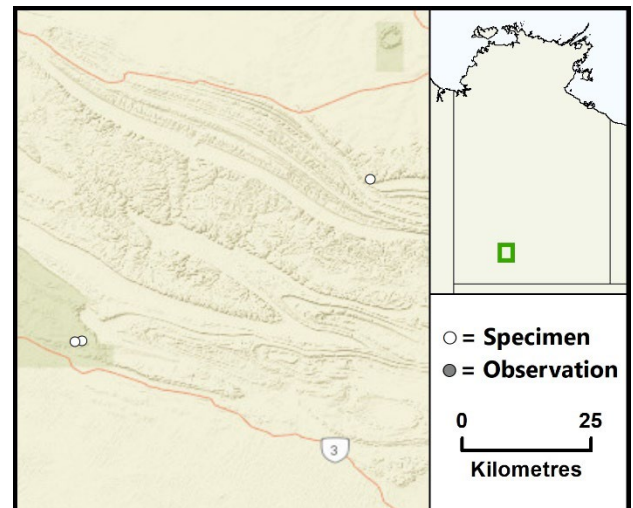 3
○ = Specimen
● = Observation
0 25
Kilometres